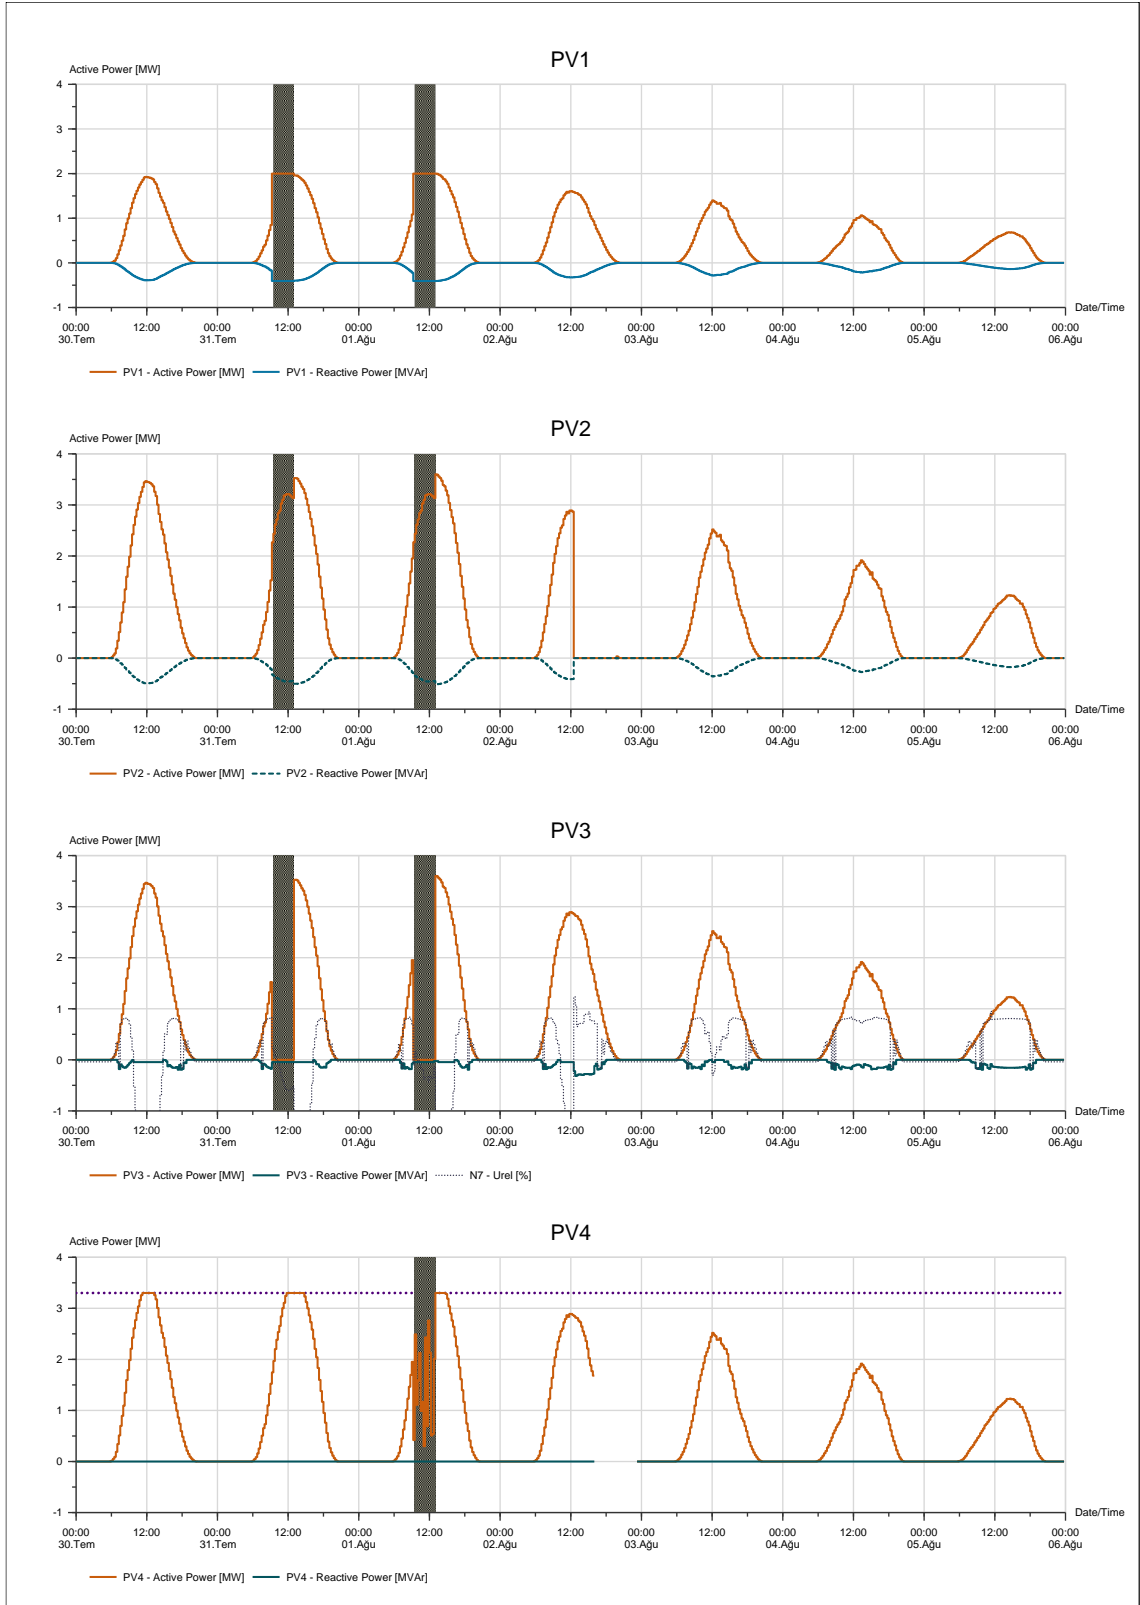 PV1
Active Power [MW]
4
3
2
1
0
-1
Date/Time
00:00 12:00 00:00 12:00 00:00 12:00 00:00 12:00 00:00 12:00 00:00 12:00 00:00 12:00 00:00
30.Tem 31.Tem 01.Ağu 02.Ağu 03.Ağu 04.Ağu 05.Ağu 06.Ağu
PV1 - Active Power [MW] PV1 - Reactive Power [MVAr]
PV2
Active Power [MW]
4
3
2
1
0
-1
Date/Time
00:00 12:00 00:00 12:00 00:00 12:00 00:00 12:00 00:00 12:00 00:00 12:00 00:00 12:00 00:00
30.Tem 31.Tem 01.Ağu 02.Ağu 03.Ağu 04.Ağu 05.Ağu 06.Ağu
PV2 - Active Power [MW] PV2 - Reactive Power [MVAr]
PV3
Active Power [MW]
4
3
2
1
0
-1
Date/Time
00:00 12:00 00:00 12:00 00:00 12:00 00:00 12:00 00:00 12:00 00:00 12:00 00:00 12:00 00:00
30.Tem 31.Tem 01.Ağu 02.Ağu 03.Ağu 04.Ağu 05.Ağu 06.Ağu
PV3 - Active Power [MW] PV3 - Reactive Power [MVAr] N7 - Urel [%]
PV4
Active Power [MW]
4
3
2
1
0
-1
Date/Time
00:00 12:00 00:00 12:00 00:00 12:00 00:00 12:00 00:00 12:00 00:00 12:00 00:00 12:00 00:00
30.Tem 31.Tem 01.Ağu 02.Ağu 03.Ağu 04.Ağu 05.Ağu 06.Ağu
PV4 - Active Power [MW] PV4 - Reactive Power [MVAr]